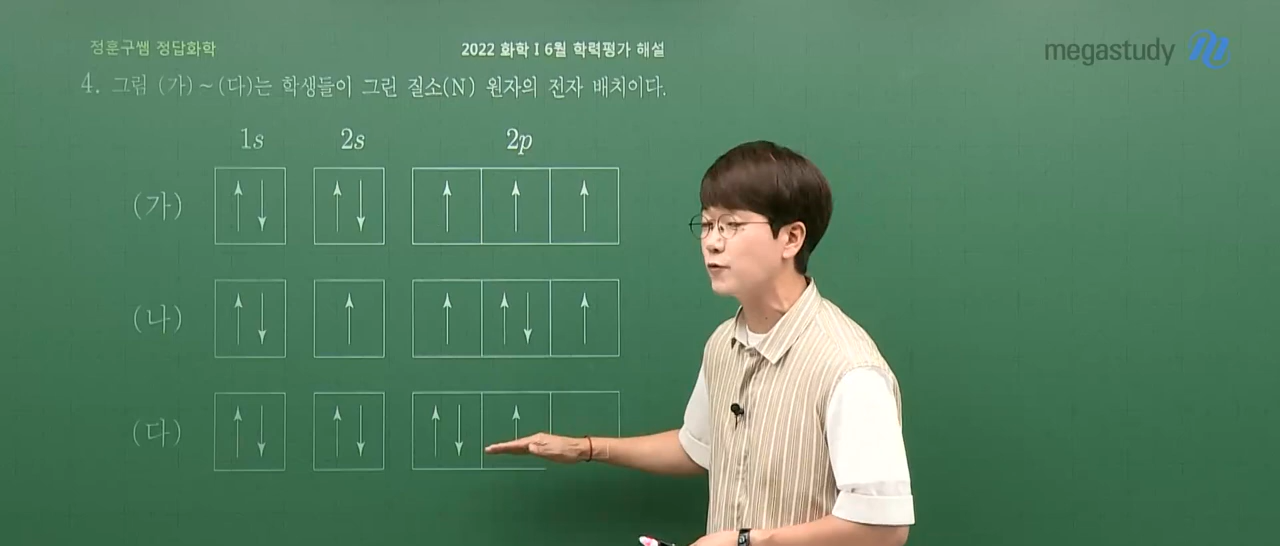 정훈구쌤 정답화학
2022 화학 I 6월 학력평가 해설
megastudy
4. 그림 (가)~(다)는 학생들이 그린 질소(N) 원자의 전자 배치이다.
1s 2s 2p
(가)
(나)
(다)